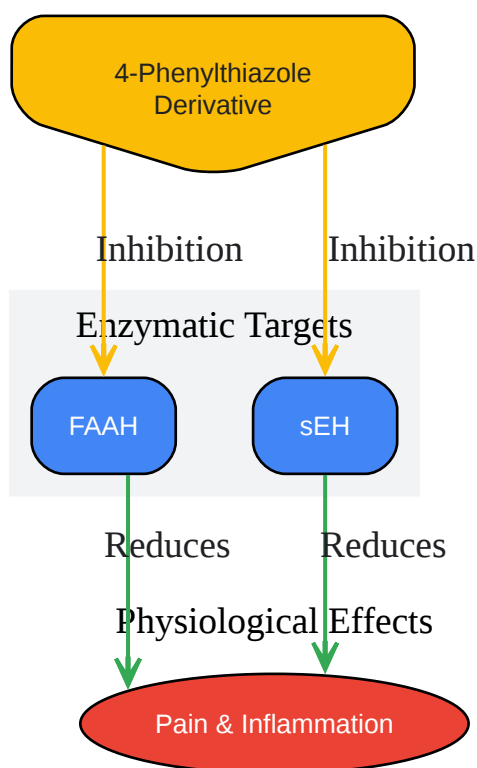 4-Phenylthiazole
Derivative
Inhibition
Inhibition
Enzymatic Targets
FAAH
sEH
Reduces
Reduces
Physiological Effects
Pain & Inflammation